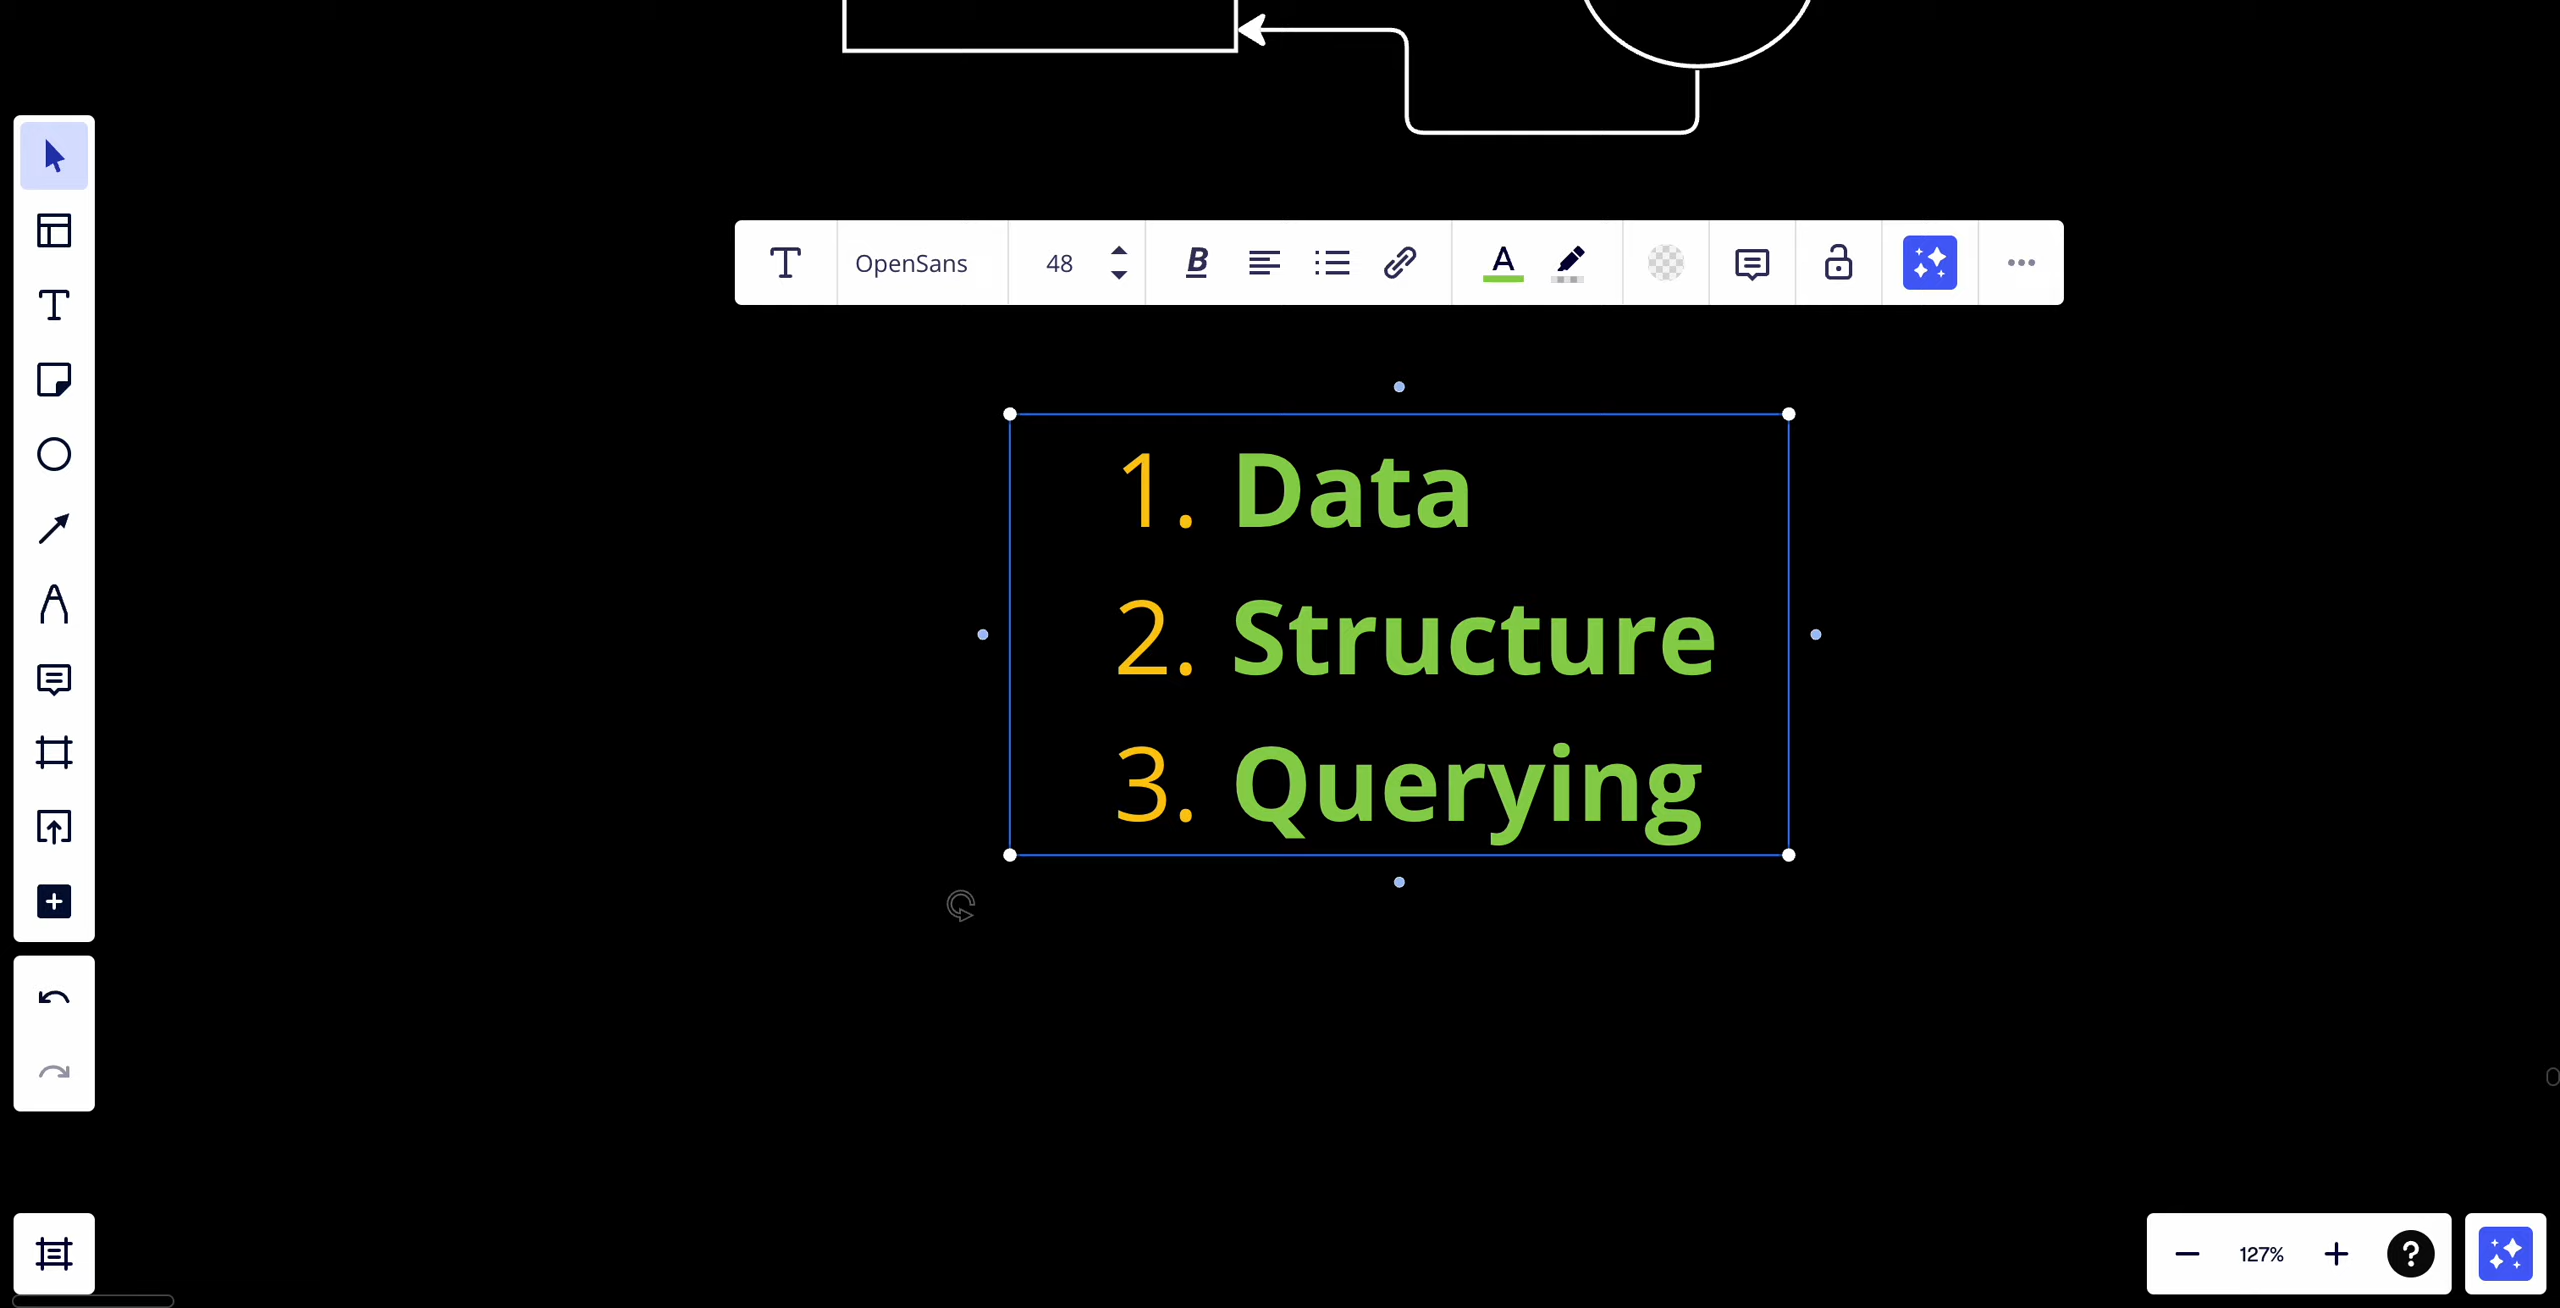 OpenSans 48
1. Data
2. Structure
3. Querying
127%